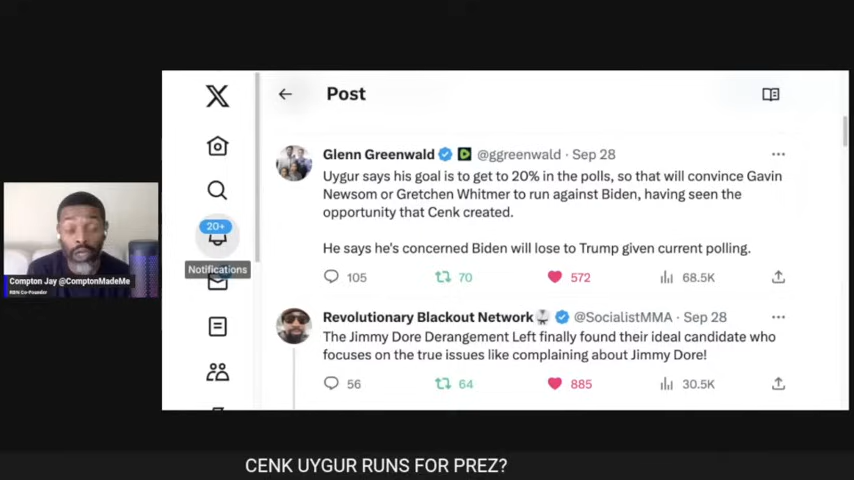 Post
Glenn Greenwald @ggreenwald · Sep 28
Uygur says his goal is to get to 20% in the polls, so that will convince Gavin
Newsom or Gretchen Whitmer to run against Biden, having seen the
opportunity that Cenk created.
He says he's concerned Biden will lose to Trump given current polling.
105 70 572 68.5K
20+
Notifications
Compton Jay @ComptonMadeMe
RBN Co-Founder
Revolutionary Blackout Network @SocialistMMA · Sep 28
The Jimmy Dore Derangement Left finally found their ideal candidate who
focuses on the true issues like complaining about Jimmy Dore!
56 64 885 30.5K
CENK UYGUR RUNS FOR PREZ?